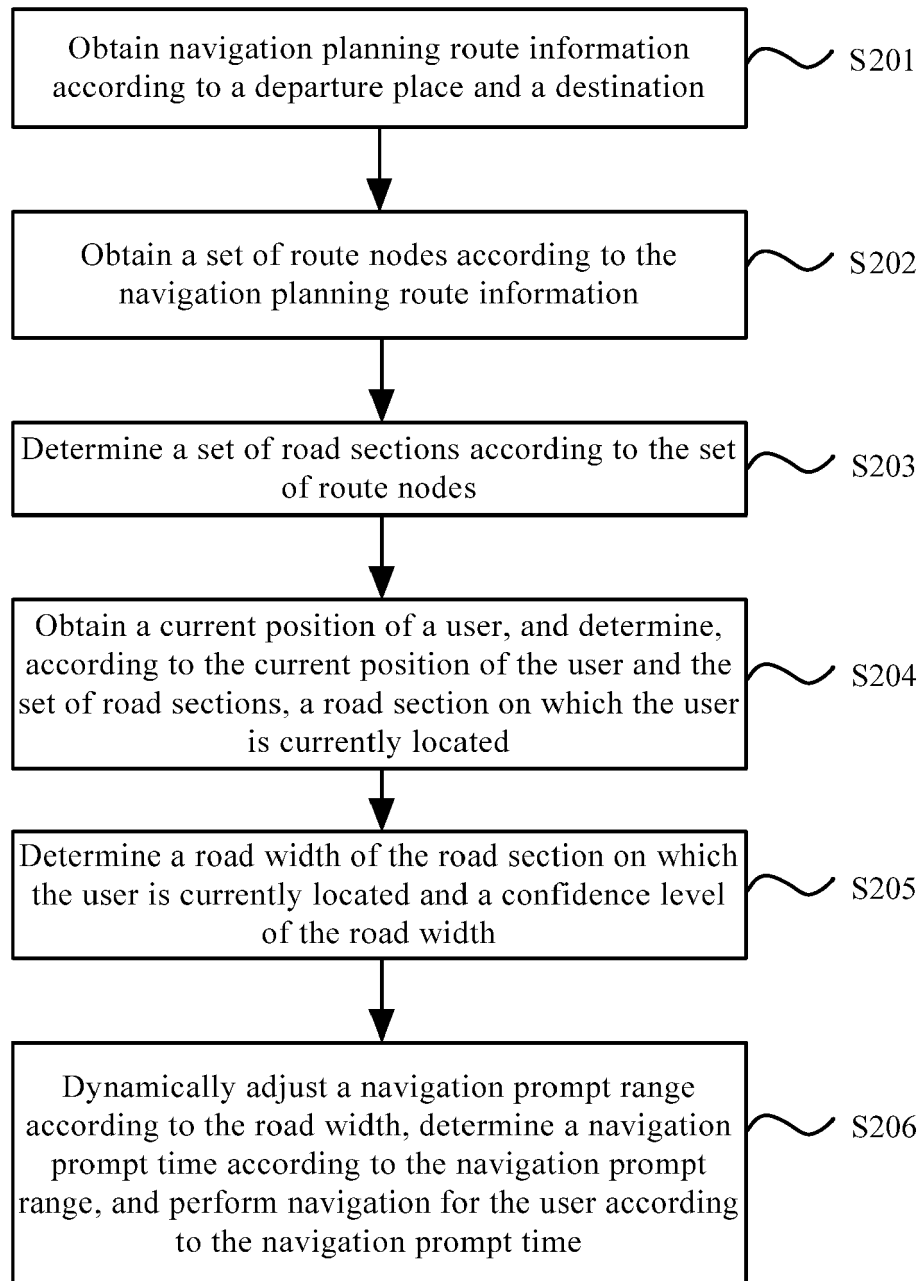 Obtain navigation planning route information
according to a departure place and a destination
S201
Obtain a set of route nodes according to the
navigation planning route information
S202
Determine a set of road sections according to the set
of route nodes
S203
Obtain a current position of a user, and determine,
according to the current position of the user and the
set of road sections, a road section on which the user
is currently located
S204
Determine a road width of the road section on which
the user is currently located and a confidence level
of the road width
S205
Dynamically adjust a navigation prompt range
according to the road width, determine a navigation
prompt time according to the navigation prompt
range, and perform navigation for the user according
to the navigation prompt time
S206